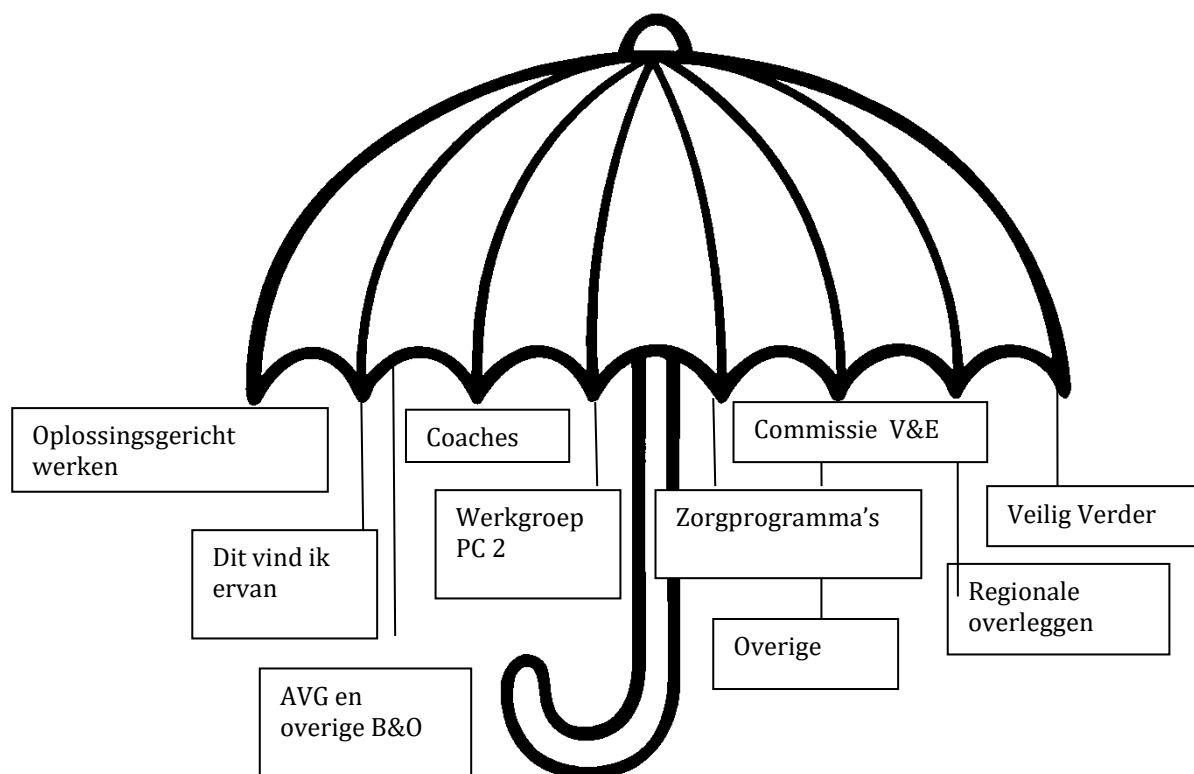 Oplossingsgericht
werken
Coaches
Commissie V&E
Werkgroep
PC 2
Zorgprogramma’s
Veilig Verder
Dit vind ik
ervan
Regionale
overleggen
Overige
AVG en
overige B&O